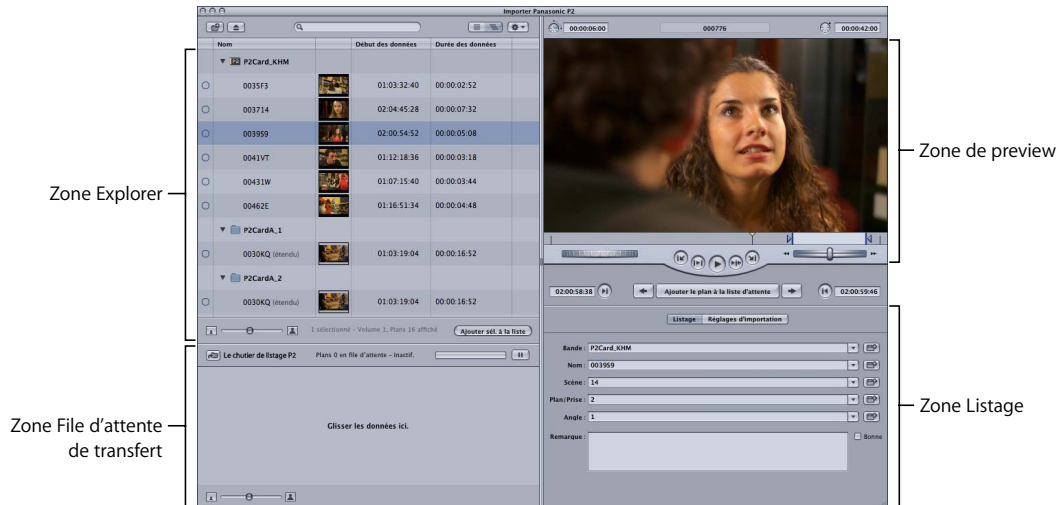 Importer Panasonic P2
00:00:06:00
000776
00:00:42:00
Nom
Début des données
Durée des données
P2Card_KHM
0035F3
01:03:32:40
00:00:02:52
003714
02:04:45:28
00:00:07:32
0039S9
02:00:54:52
00:00:05:08
0041VT
01:12:18:36
00:00:03:18
00431W
01:07:15:40
00:00:03:44
00462E
01:16:51:34
00:00:04:48
P2CardA_1
0030KQ (étendu)
01:03:19:04
00:00:16:52
P2CardA_2
0030KQ (étendu)
01:03:19:04
00:00:16:52
1 sélectionné - Volume 1, Plans 16 affiché
Ajouter sél. à la liste
Le chutier de listage P2
Plans 0 en file d'attente - inactif.
Glisser les données ici.
02:00:58:38
Ajouter le plan à la liste d'attente
02:00:59:46
Listage
Réglages d'importation
Bande : P2Card_KHM
Nom : 0039S9
Scène : 14
Plan/Prise : 2
Angle : 1
Remarque :
Bonne
Zone Explorer
Zone File d'attente
de transfert
Zone de preview
Zone Listage